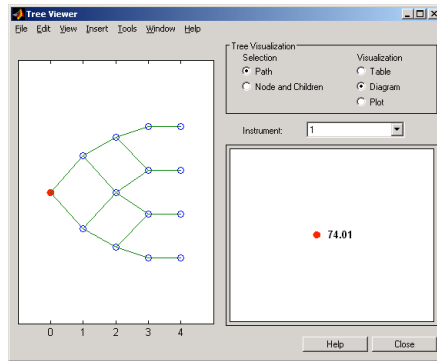 Tree Viewer
File Edit View Insert Tools Window Help
Tree Visualization
Selection Visualization
Path Table
Node and Children Diagram
Plot
Instrument: 1
74.01
0 1 2 3 4
Help Close